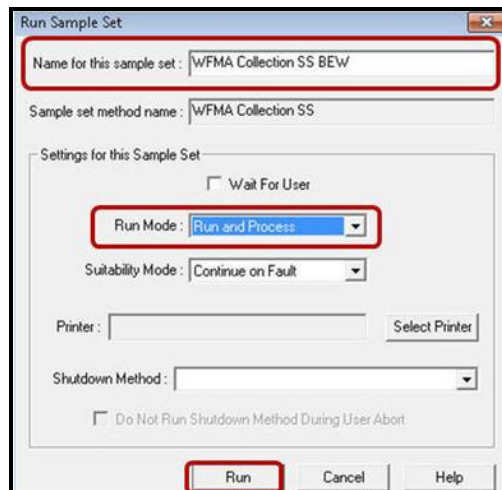 Run Sample Set
Name for this sample set : WFMA Collection SS BEW
Sample set method name : WFMA Collection SS
Settings for this Sample Set
Wait For User
Run Mode : Run and Process
Suitability Mode : Continue on Fault
Printer : Select Printer
Shutdown Method :
Do Not Run Shutdown Method During User Abort
Run Cancel Help